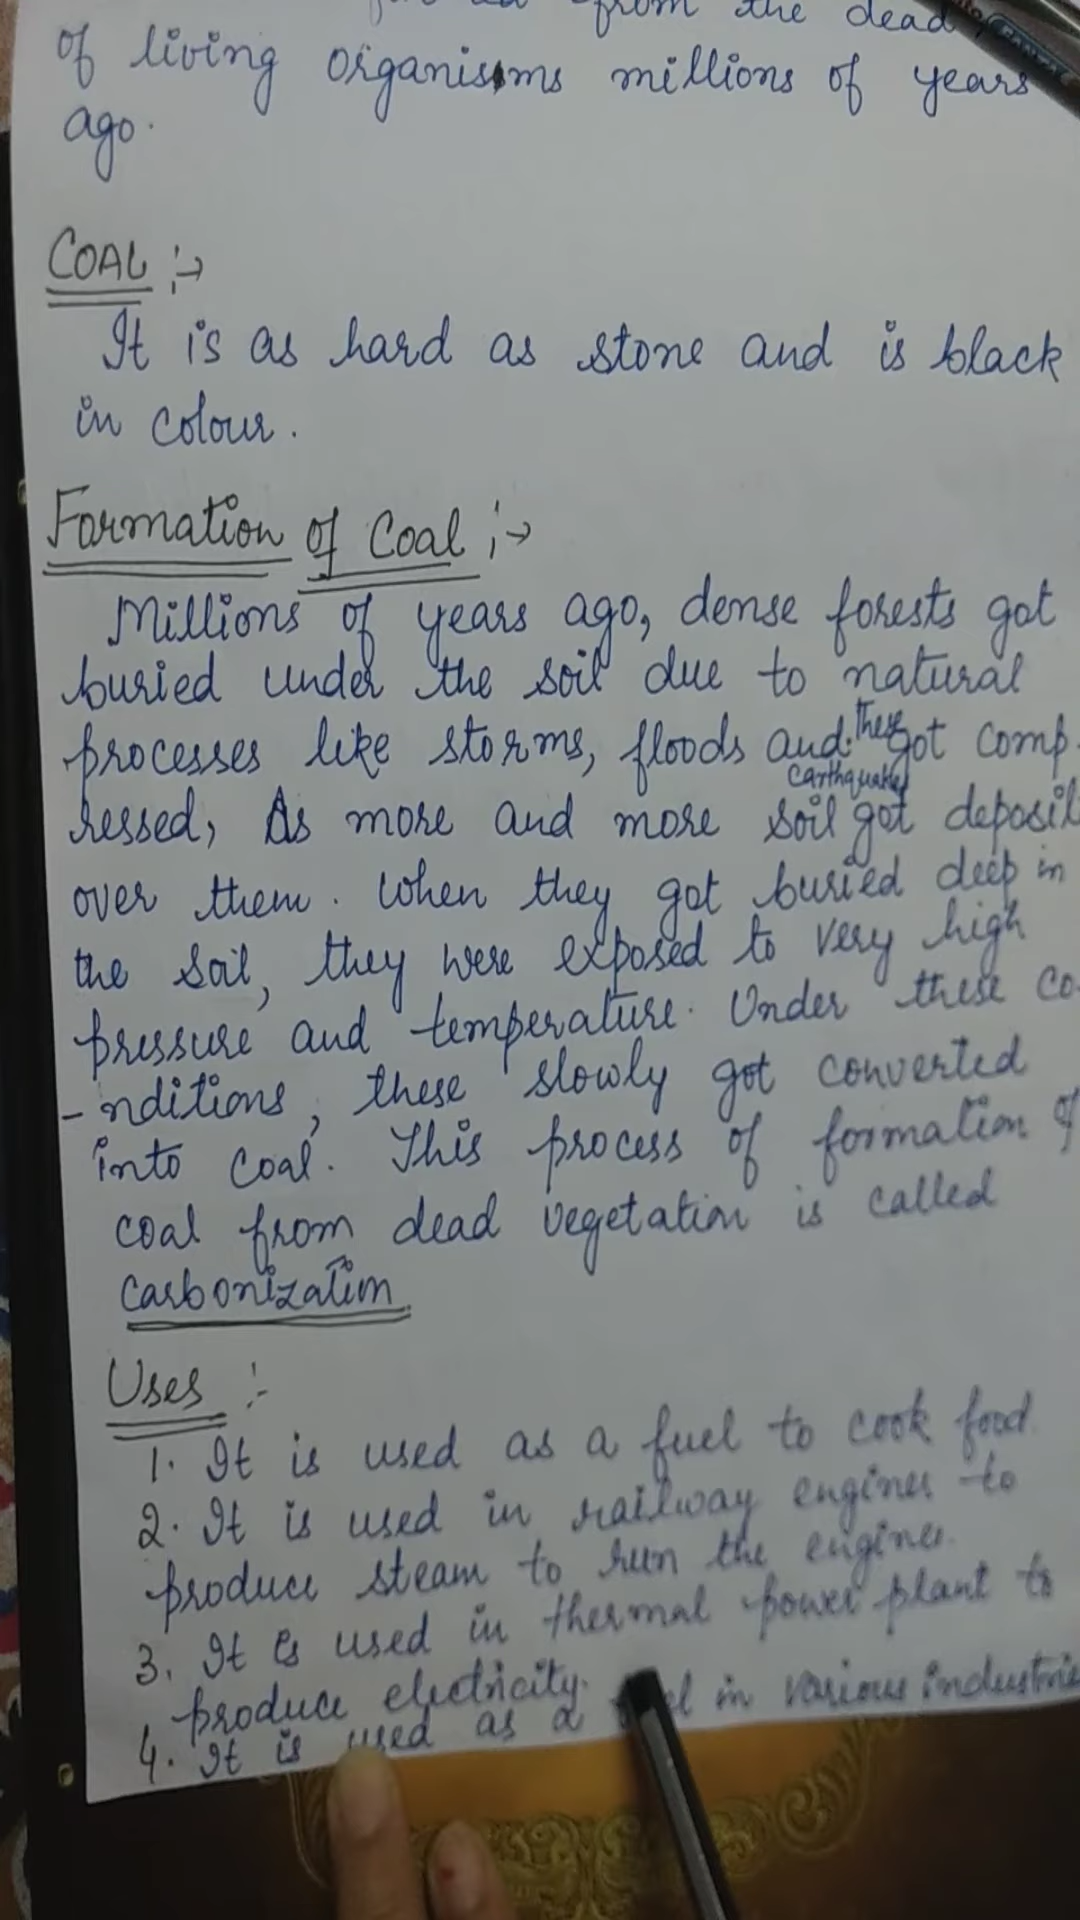 from the dead
of living organisms millions of years
ago.
COAL :→
It is as hard as stone and is black
in colour.
Formation of Coal :→
Millions of years ago, dense forests got
buried under the soil due to natural
processes like storms, floods and These got comp
earthquakes
ressed, As more and more soil got deposit
over them. When they got buried deep in
the soil, they were exposed to very high
pressure and temperature. Under these co-
-nditions, these slowly got converted
into coal. This process of formation of
coal from dead vegetation is called
carbonization
Uses :-
1. It is used as a fuel to cook food.
2. It is used in railway engines to
produce steam to run the engines.
3. It is used in thermal power plant to
produce electricity.
4. It is used as a in various industrie